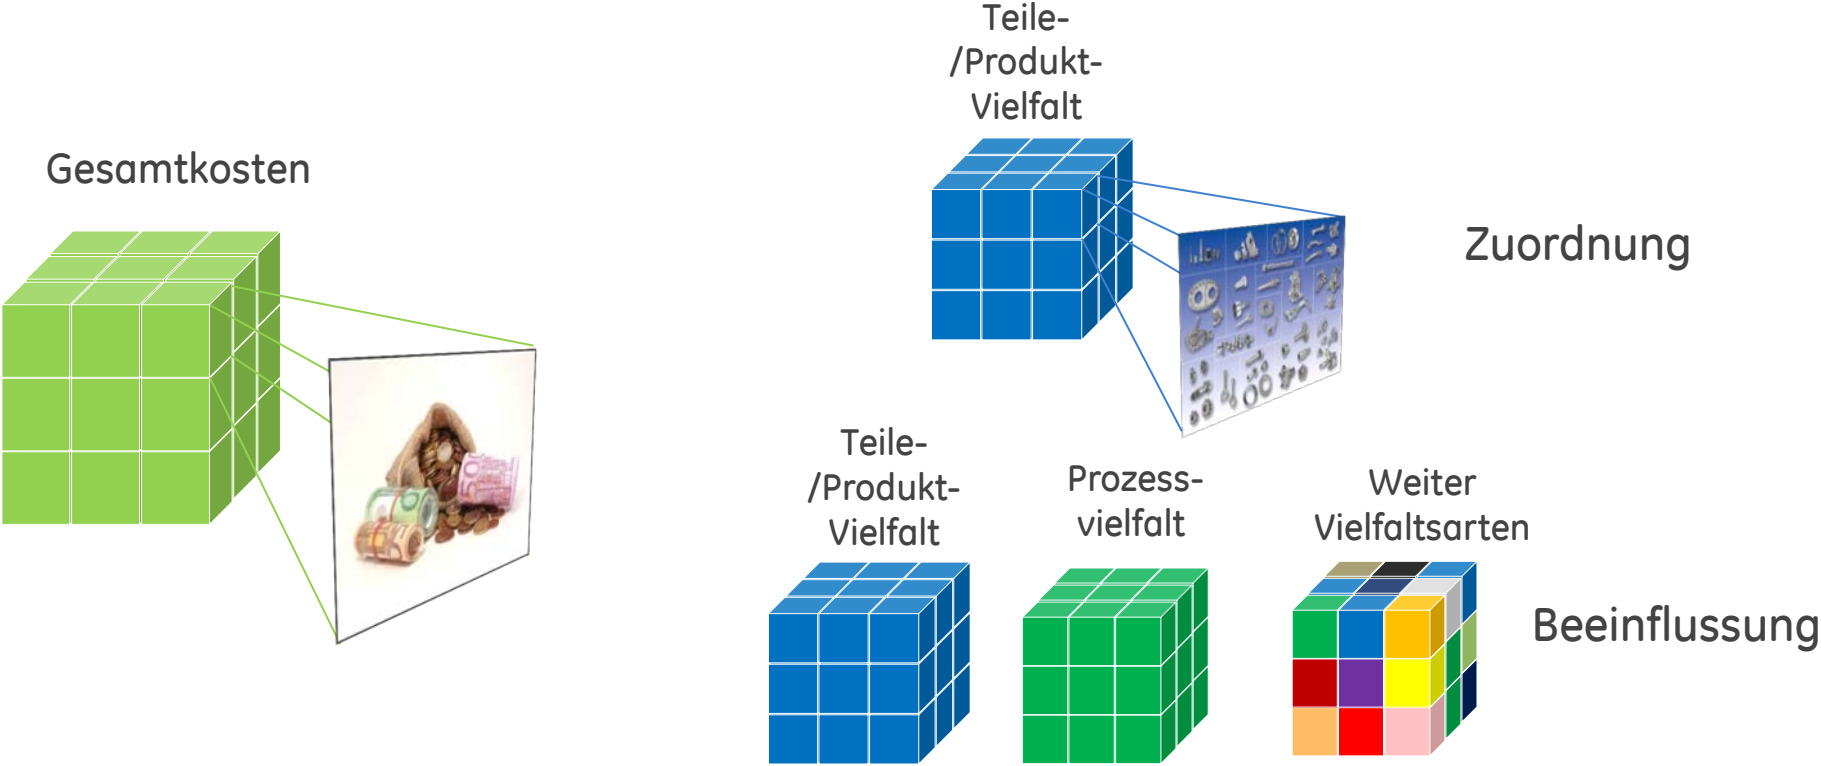 Gesamtkosten
Teile-
/Produkt-
Vielfalt
Zuordnung
Teile-
/Produkt-
Vielfalt
Prozess-
vielfalt
Weiter
Vielfaltsarten
Beeinflussung